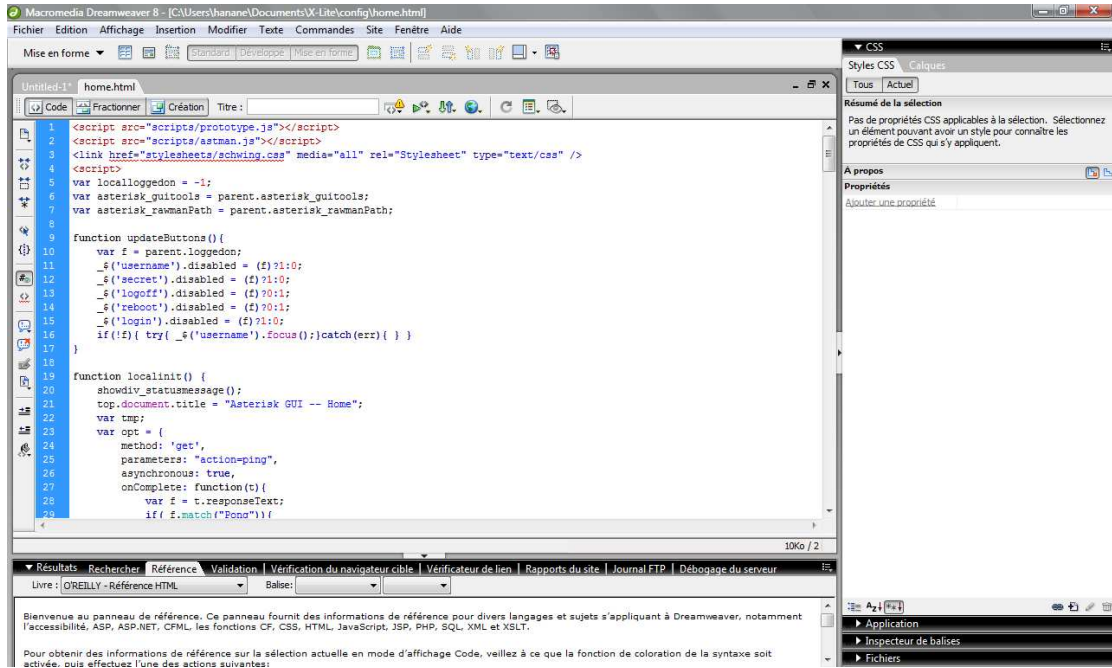 Macromedia Dreamweaver 8 - [C:\Users\hanane\Documents\X-Lite\config\home.html]
Fichier Edition Affichage Insertion Modifier Texte Commandes Site Fenêtre Aide
Mise en forme Standard Développé Mise en forme
Untitled-1* home.html
Code Fractionner Création Titre :
1 <script src="scripts/prototype.js"></script>
2 <script src="scripts/astman.js"></script>
3 <link href="stylesheets/schwing.css" media="all" rel="Stylesheet" type="text/css" />
4 <script>
5 var localloggedon = -1;
6 var asterisk_guitools = parent.asterisk_guitools;
7 var asterisk_rawmanPath = parent.asterisk_rawmanPath;
8
9 function updateButtons(){
10 var f = parent.loggedon;
11 _$('username').disabled = (f)?1:0;
12 _$('secret').disabled = (f)?1:0;
13 _$('logoff').disabled = (f)?0:1;
14 _$('reboot').disabled = (f)?0:1;
15 _$('login').disabled = (f)?1:0;
16 if(!f){ try{ _$('username').focus();}catch(err){ } }
17 }
18
19 function localinit() {
20 showdiv_statusmessage();
21 top.document.title = "Asterisk GUI -- Home";
22 var tmp;
23 var opt = {
24 method: 'get',
25 parameters: "action=ping",
26 asynchronous: true,
27 onComplete: function(t){
28 var f = t.responseText;
29 if( f.match("Pong")){
10Ko / 2
Résultats Rechercher Référence Validation Vérification du navigateur cible Vérificateur de lien Rapports du site Journal FTP Débogage du serveur
Livre : O'REILLY - Référence HTML Balise:
Bienvenue au panneau de référence. Ce panneau fournit des informations de référence pour divers langages et sujets s'appliquant à Dreamweaver, notamment
l'accessibilité, ASP, ASP.NET, CFML, les fonctions CF, CSS, HTML, JavaScript, JSP, PHP, SQL, XML et XSLT.
Pour obtenir des informations de référence sur la sélection actuelle en mode d'affichage Code, veillez à ce que la fonction de coloration de la syntaxe soit
activée, puis effectuez l'une des actions suivantes:
CSS
Styles CSS Calques
Tous Actuel
Résumé de la sélection
Pas de propriétés CSS applicables à la sélection. Sélectionnez
un élément pouvant avoir un style pour connaître les
propriétés de CSS qui s'y appliquent.
A propos
Propriétés
Ajouter une propriété
Application
Inspecteur de balises
Fichiers